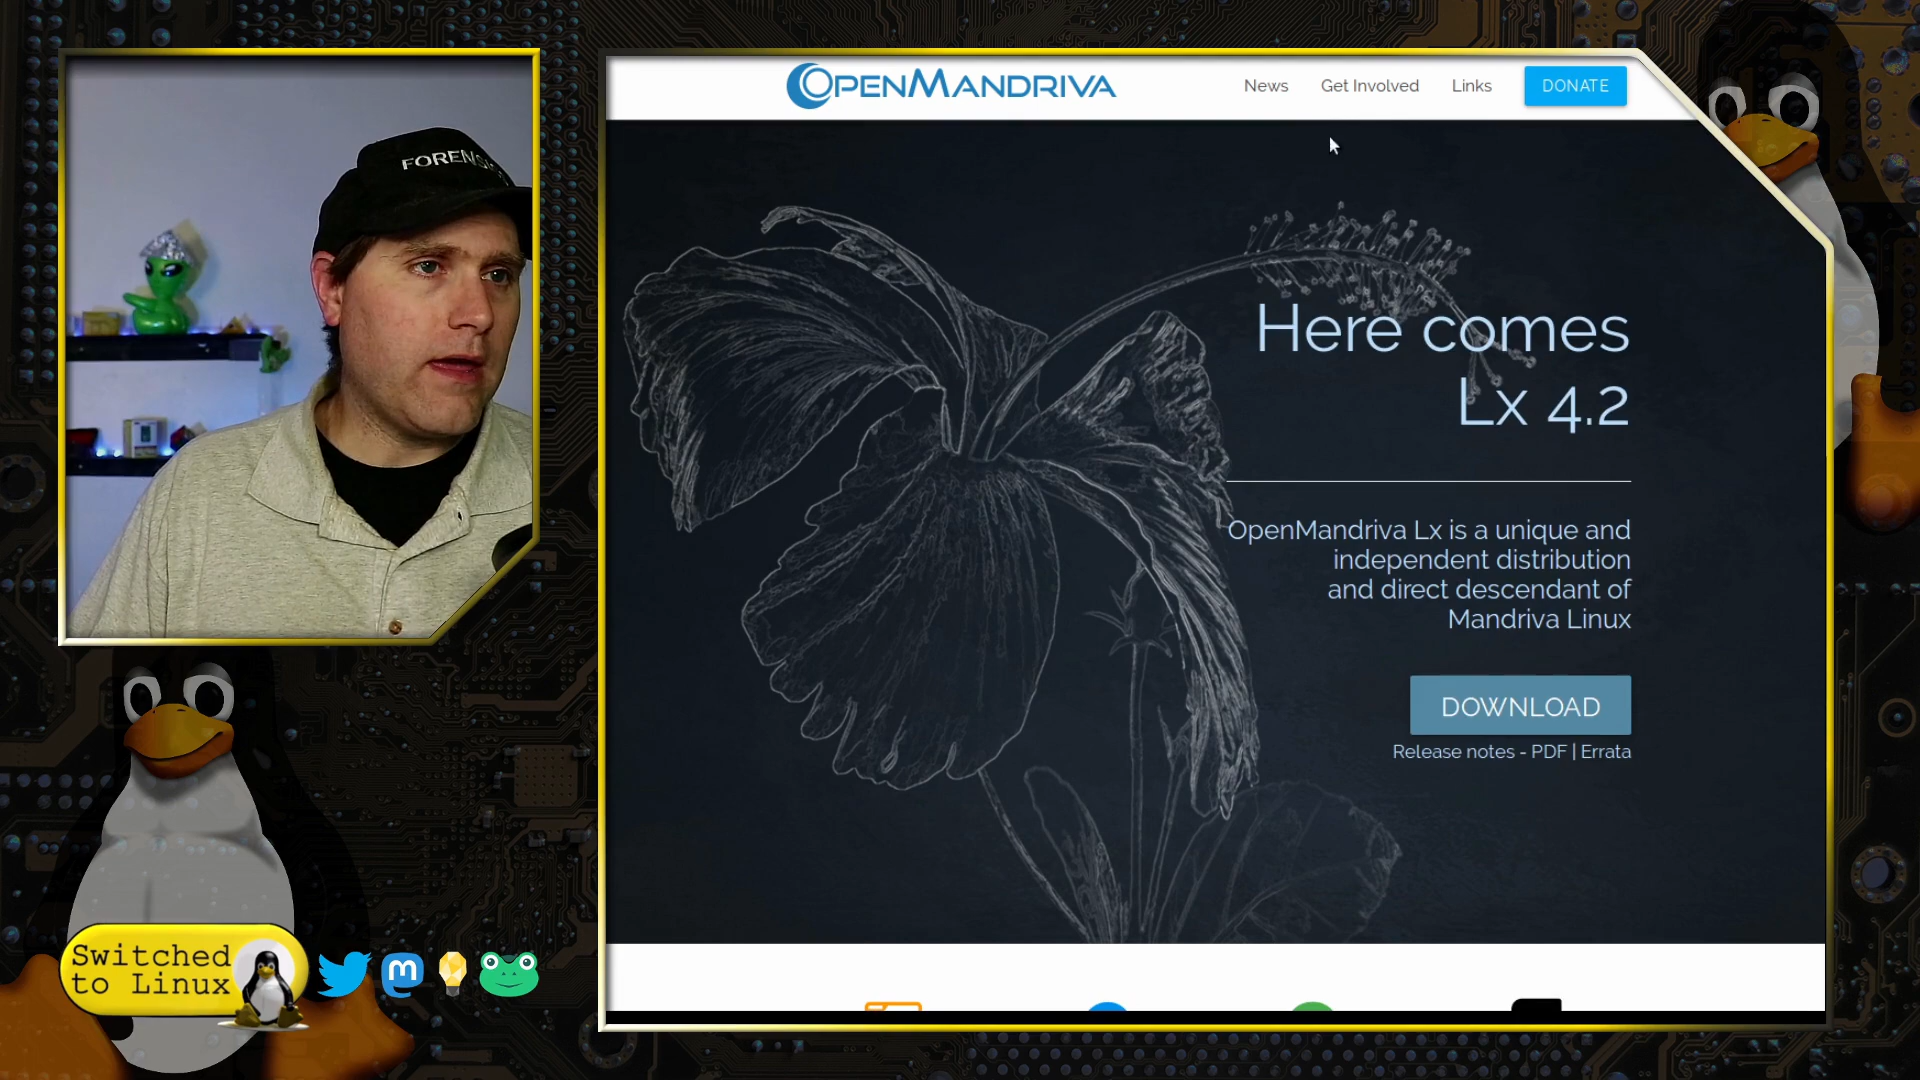 FORENS
OPENMANDRIVA
News
Get Involved
Links
DONATE
Here comes
Lx 4.2
OpenMandriva Lx is a unique and
independent distribution
and direct descendant of
Mandriva Linux
DOWNLOAD
Release notes - PDF | Errata
Switched
to Linux
m